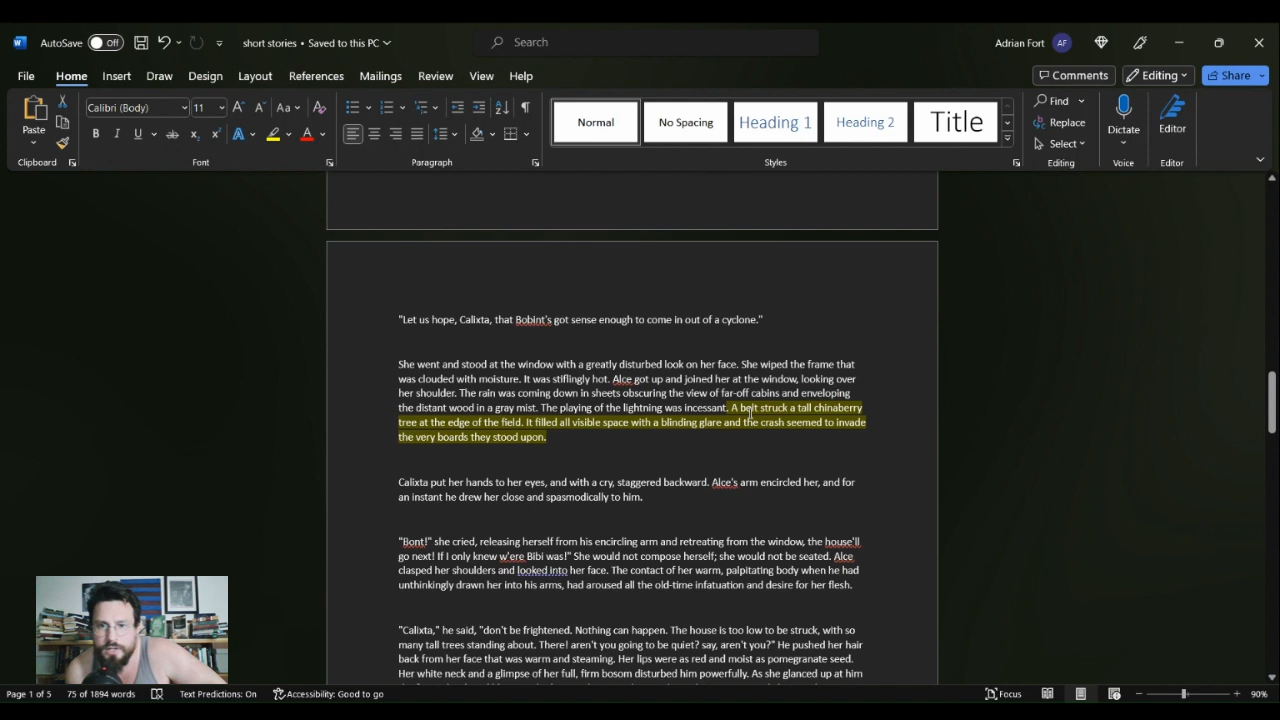 AutoSave Off short stories • Saved to this PC Search Adrian Fort AF
File Home Insert Draw Design Layout References Mailings Review View Help Comments Editing Share
Paste Calibri (Body) 11 Aa Normal No Spacing Heading 1 Heading 2 Title Find Replace Select Dictate Editor
B I U ab x₂ x² A A
Clipboard Font Paragraph Styles Editing Voice Editor
"Let us hope, Calixta, that Bobint's got sense enough to come in out of a cyclone."
She went and stood at the window with a greatly disturbed look on her face. She wiped the frame that
was clouded with moisture. It was stiflingly hot. Alce got up and joined her at the window, looking over
her shoulder. The rain was coming down in sheets obscuring the view of far-off cabins and enveloping
the distant wood in a gray mist. The playing of the lightning was incessant. A bolt struck a tall chinaberry
tree at the edge of the field. It filled all visible space with a blinding glare and the crash seemed to invade
the very boards they stood upon.
Calixta put her hands to her eyes, and with a cry, staggered backward. Alce's arm encircled her, and for
an instant he drew her close and spasmodically to him.
"Bont!" she cried, releasing herself from his encircling arm and retreating from the window, the house'll
go next! If I only knew w'ere Bibi was!" She would not compose herself; she would not be seated. Alce
clasped her shoulders and looked into her face. The contact of her warm, palpitating body when he had
unthinkingly drawn her into his arms, had aroused all the old-time infatuation and desire for her flesh.
"Calixta," he said, "don't be frightened. Nothing can happen. The house is too low to be struck, with so
many tall trees standing about. There! aren't you going to be quiet? say, aren't you?" He pushed her hair
back from her face that was warm and steaming. Her lips were as red and moist as pomegranate seed.
Her white neck and a glimpse of her full, firm bosom disturbed him powerfully. As she glanced up at him
Page 1 of 5 75 of 1894 words Text Predictions: On Accessibility: Good to go Focus 90%